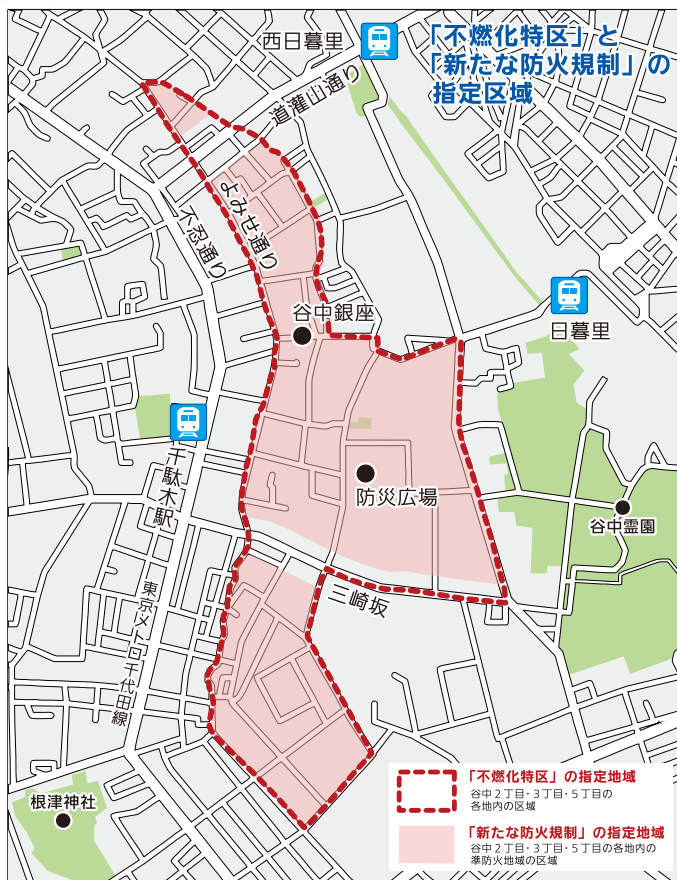 「不燃化特区」と
「新たな防火規制」の
指定区域
西日暮里
道灌山通り
よみせ通り
不忍通り
谷中銀座
日暮里
千駄木駅
防災広場
谷中霊園
三崎坂
東京メトロ千代田線
根津神社
「不燃化特区」の指定地域
谷中2丁目・3丁目・5丁目の
各地内の区域
「新たな防火規制」の指定地域
谷中2丁目・3丁目・5丁目の各地内の
準防火地域の区域